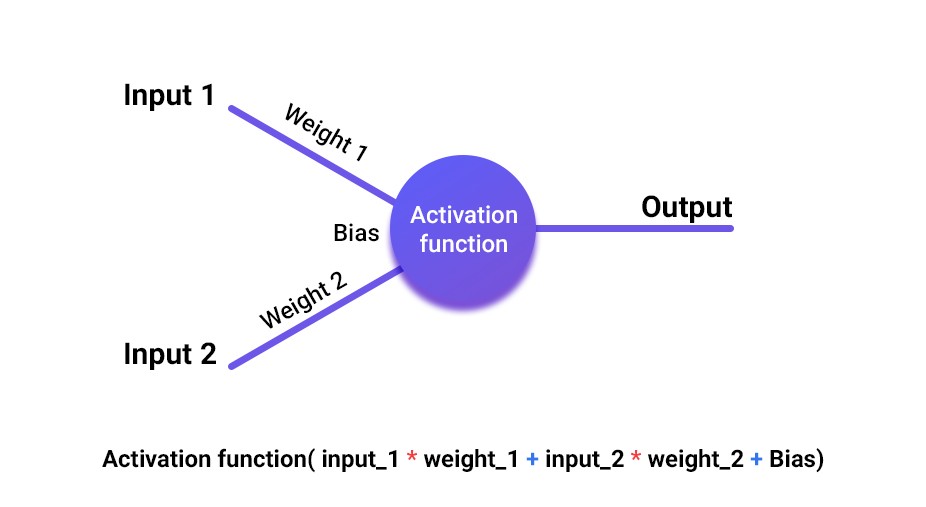 Input 1
Weight 1
Activation
function
Output
Bias
Weight 2
Input 2
Activation function( input_1 * weight_1 + input_2 * weight_2 + Bias)